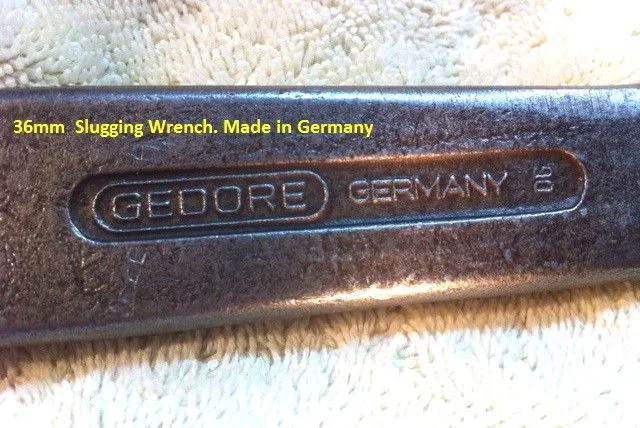 36mm Slugging Wrench. Made in Germany
GEDORE GERMANY